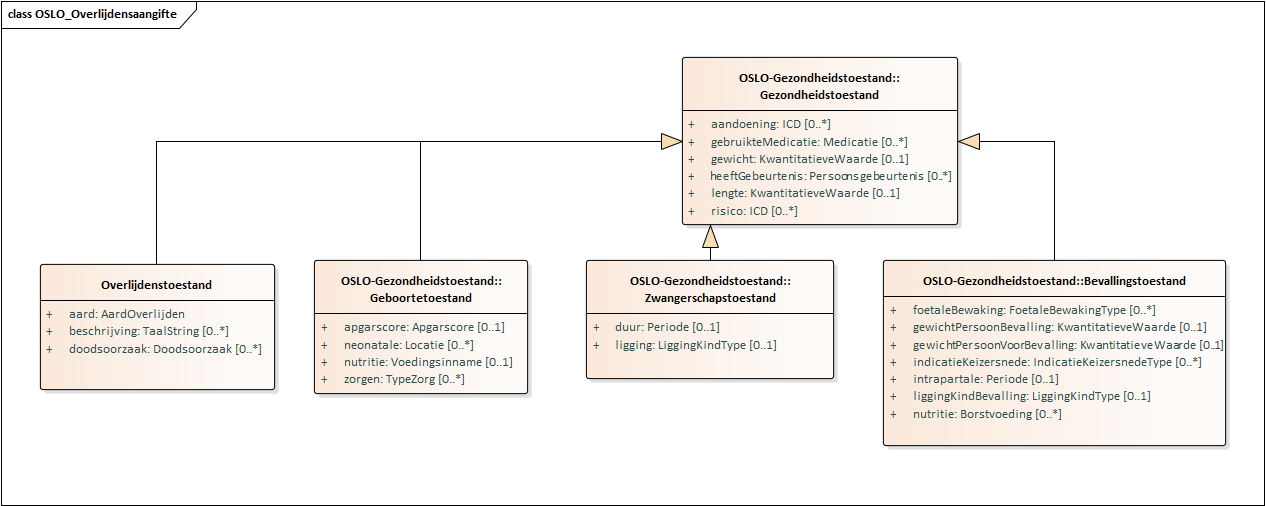 class OSLO_Overlijdensaangifte
OSLO-Gezondheidstoestand::
Gezondheidstoestand
+ aandoening: ICD [0..*]
+ gebruikteMedicatie: Medicatie [0..*]
+ gewicht: KwantitatieveWaarde [0..1]
+ heeftGebeurtenis: Persoonsgebeurtenis [0..*]
+ lengte: KwantitatieveWaarde [0..1]
+ risico: ICD [0..*]
Overlijdenstoestand
+ aard: AardOverlijden
+ beschrijving: TaalString [0..*]
+ doodsoorzaak: Doodsoorzaak [0..*]
OSLO-Gezondheidstoestand::
Geboortetoestand
+ apgarscore: Apgarscore [0..1]
+ neonatale: Locatie [0..*]
+ nutritie: Voedingsinname [0..1]
+ zorgen: TypeZorg [0..*]
OSLO-Gezondheidstoestand::
Zwangerschapstoestand
+ duur: Periode [0..1]
+ ligging: LiggingKindType [0..1]
OSLO-Gezondheidstoestand::Bevallingstoestand
+ foetaleBewaking: FoetaleBewakingType [0..*]
+ gewichtPersoonBevalling: KwantitatieveWaarde [0..1]
+ gewichtPersoonVoorBevalling: KwantitatieveWaarde [0..1]
+ indicatieKeizersnede: IndicatieKeizersnedeType [0..*]
+ intrapartale: Periode [0..1]
+ liggingKindBevalling: LiggingKindType [0..1]
+ nutritie: Borstvoeding [0..*]